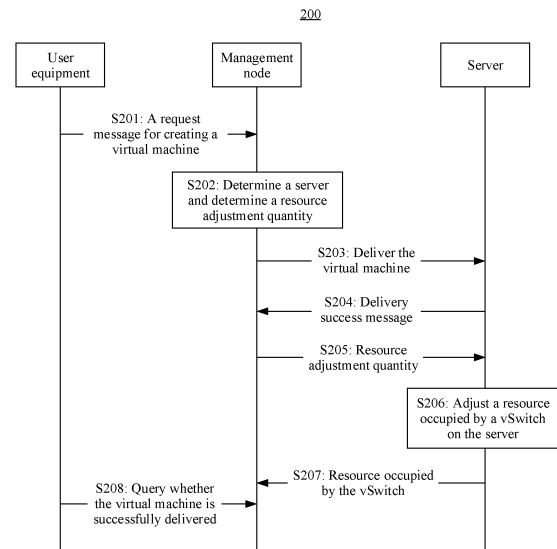 200
User
equipment
Management
node
Server
S201: A request
message for creating a
virtual machine
S202: Determine a server
and determine a resource
adjustment quantity
S203: Deliver the
virtual machine
S204: Delivery
success message
S205: Resource
adjustment quantity
S206: Adjust a resource
occupied by a vSwitch
on the server
S207: Resource occupied
by the vSwitch
S208: Query whether
the virtual machine is
successfully delivered